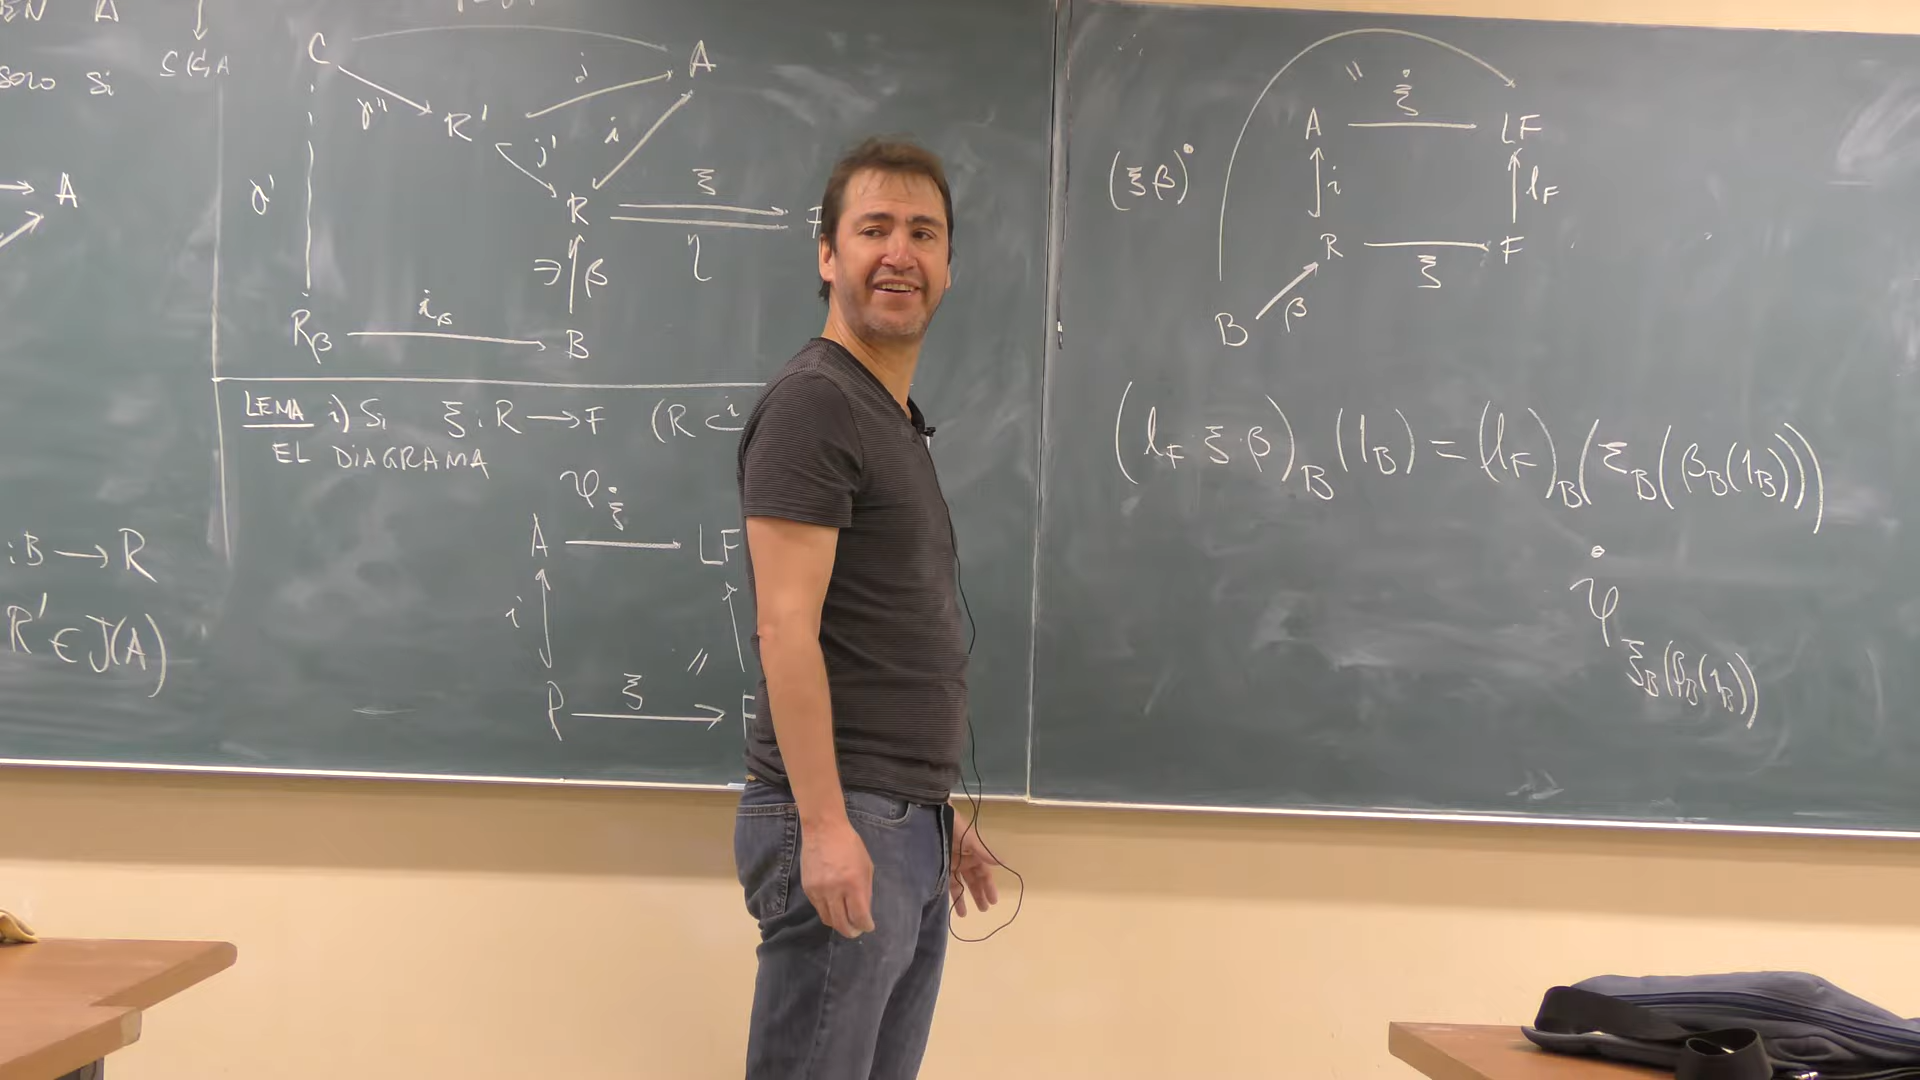 EN A
SOLO Si
A
: B → R
R' ∈ J(A)
C A
γ'' R' j
j' i
γ' R ξ
η
⇒ β
i_β
R_β B
LEMA i) Si ξ : R → F (R ⊂ i
EL DIAGRAMA
φ_ξ̇
A → LF
i
ξ =
R → F
= ξ̇
A LF
(ξβ)˙ i l_F
R F
ξ
B β
(l_F ξ β)_B (1_B) = (l_F)_B (ξ_B (β_B (1_B)))
φ̇_{ξ_B (β_B (1_B))}